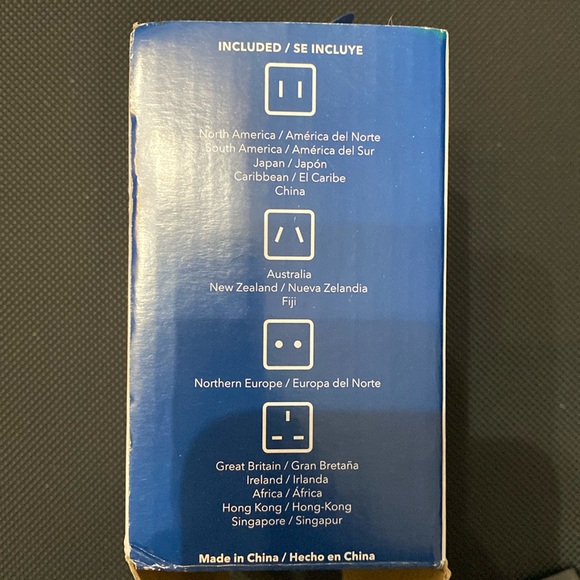 INCLUDED / SE INCLUYE
North America / América del Norte
South America / América del Sur
Japan / Japón
Caribbean / El Caribe
China
Australia
New Zealand / Nueva Zelandia
Fiji
Northern Europe / Europa del Norte
Great Britain / Gran Bretaña
Ireland / Irlanda
Africa / África
Hong Kong / Hong-Kong
Singapore / Singapur
Made in China / Hecho en China